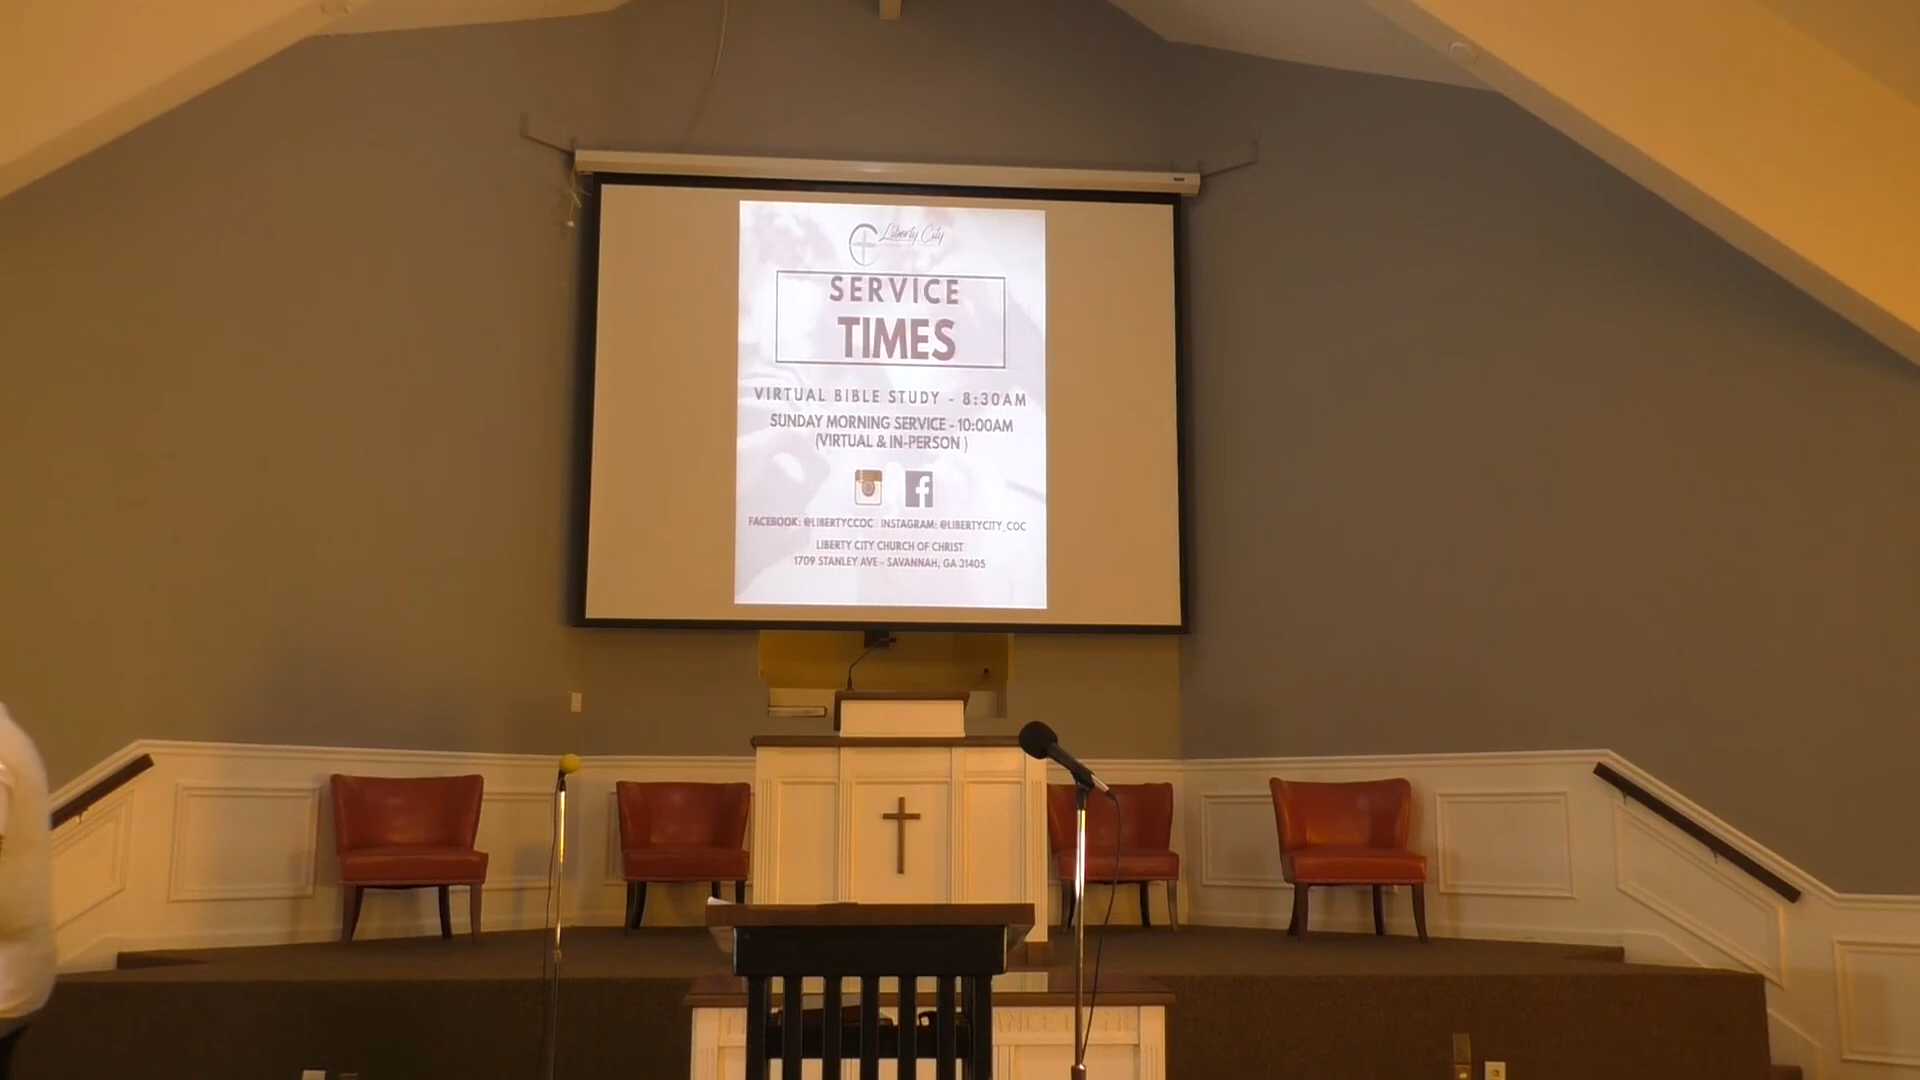 Liberty City
SERVICE
TIMES
VIRTUAL BIBLE STUDY - 8:30AM
SUNDAY MORNING SERVICE - 10:00AM
(VIRTUAL & IN-PERSON )
FACEBOOK: @LIBERTYCCOC INSTAGRAM: @LIBERTYCITY_COC
LIBERTY CITY CHURCH OF CHRIST
1709 STANLEY AVE - SAVANNAH, GA 31405